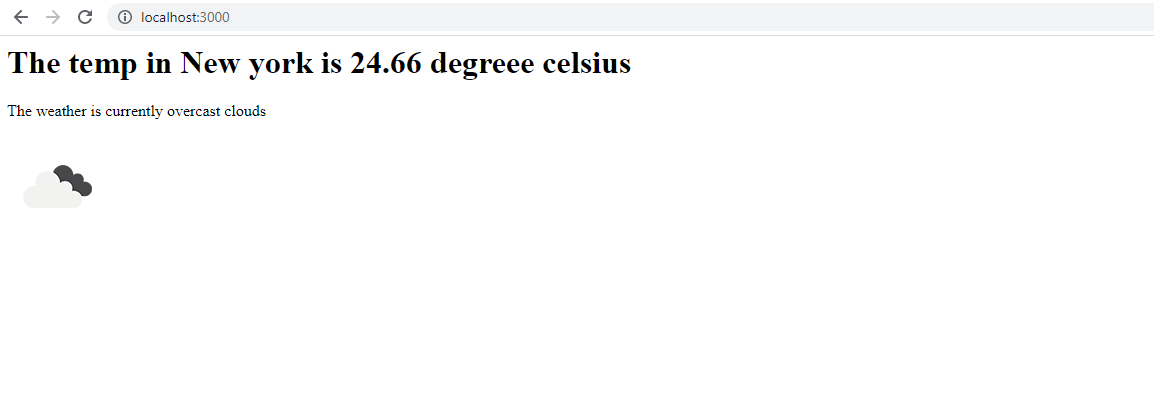 localhost:3000
The temp in New york is 24.66 degreee celsius
The weather is currently overcast clouds